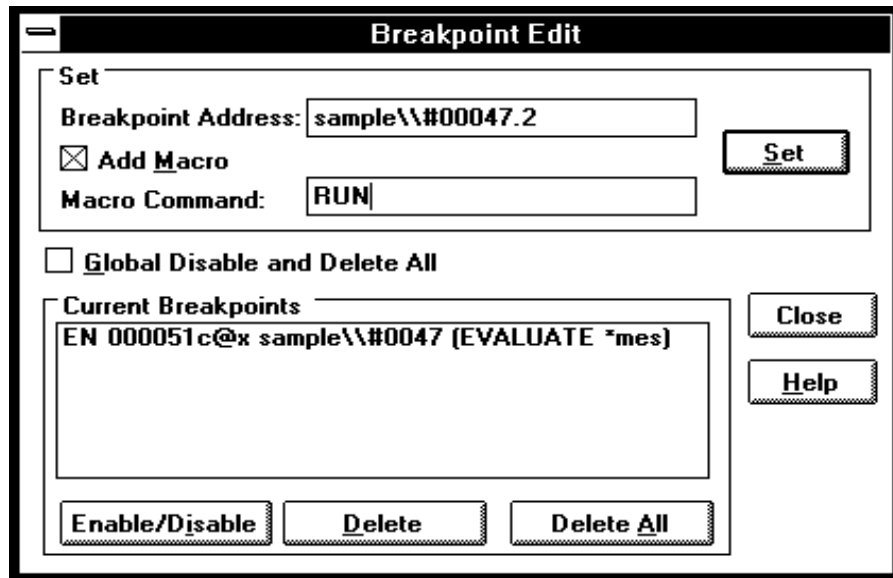 Breakpoint Edit
Set
Breakpoint Address: sample\\#00047.2
Add Macro
Set
Macro Command: RUN
Global Disable and Delete All
Current Breakpoints
Close
EN 000051c@x sample\\#0047 (EVALUATE *mes)
Help
Enable/Disable Delete Delete All